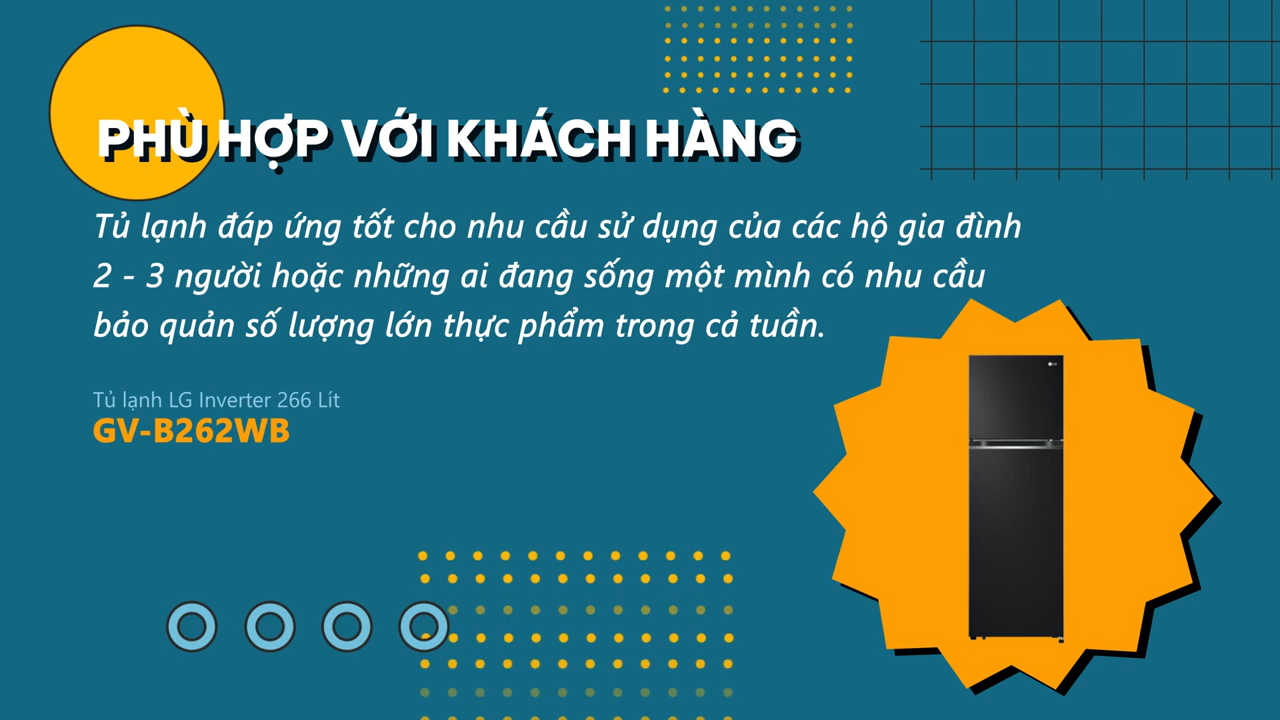 PHÙ HỢP VỚI KHÁCH HÀNG
Tủ lạnh đáp ứng tốt cho nhu cầu sử dụng của các hộ gia đình
2 - 3 người hoặc những ai đang sống một mình có nhu cầu
bảo quản số lượng lớn thực phẩm trong cả tuần.
Tủ lạnh LG Inverter 266 Lít
GV-B262WB
LG